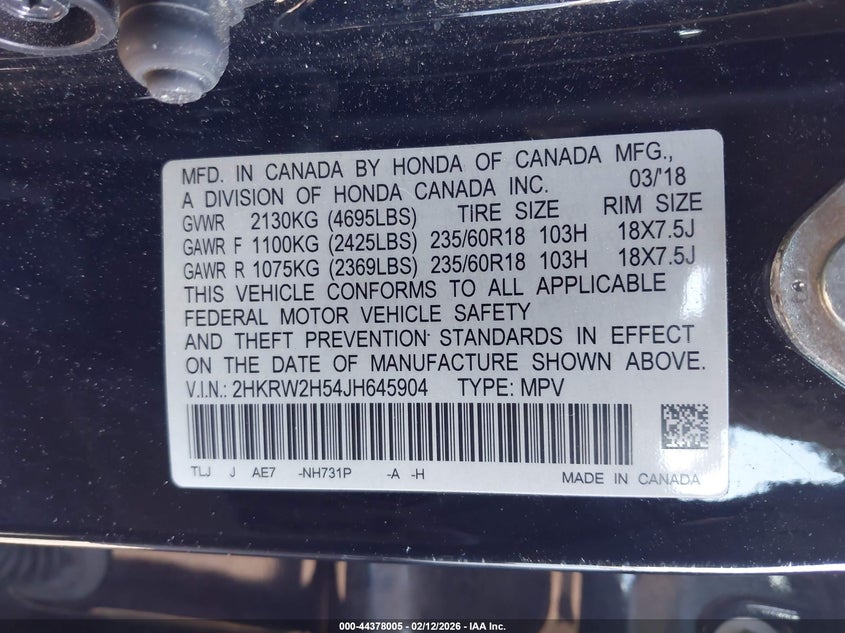 MFD. IN CANADA BY HONDA OF CANADA MFG.,
A DIVISION OF HONDA CANADA INC. 03/'18
GVWR 2130KG (4695LBS) TIRE SIZE RIM SIZE
GAWR F 1100KG (2425LBS) 235/60R18 103H 18X7.5J
GAWR R 1075KG (2369LBS) 235/60R18 103H 18X7.5J
THIS VEHICLE CONFORMS TO ALL APPLICABLE
FEDERAL MOTOR VEHICLE SAFETY
AND THEFT PREVENTION STANDARDS IN EFFECT
ON THE DATE OF MANUFACTURE SHOWN ABOVE.
V.I.N.: 2HKRW2H54JH645904 TYPE: MPV
TLJ J AE7 -NH731P -A -H MADE IN CANADA
000-44378005 - 02/12/2026 - IAA Inc.